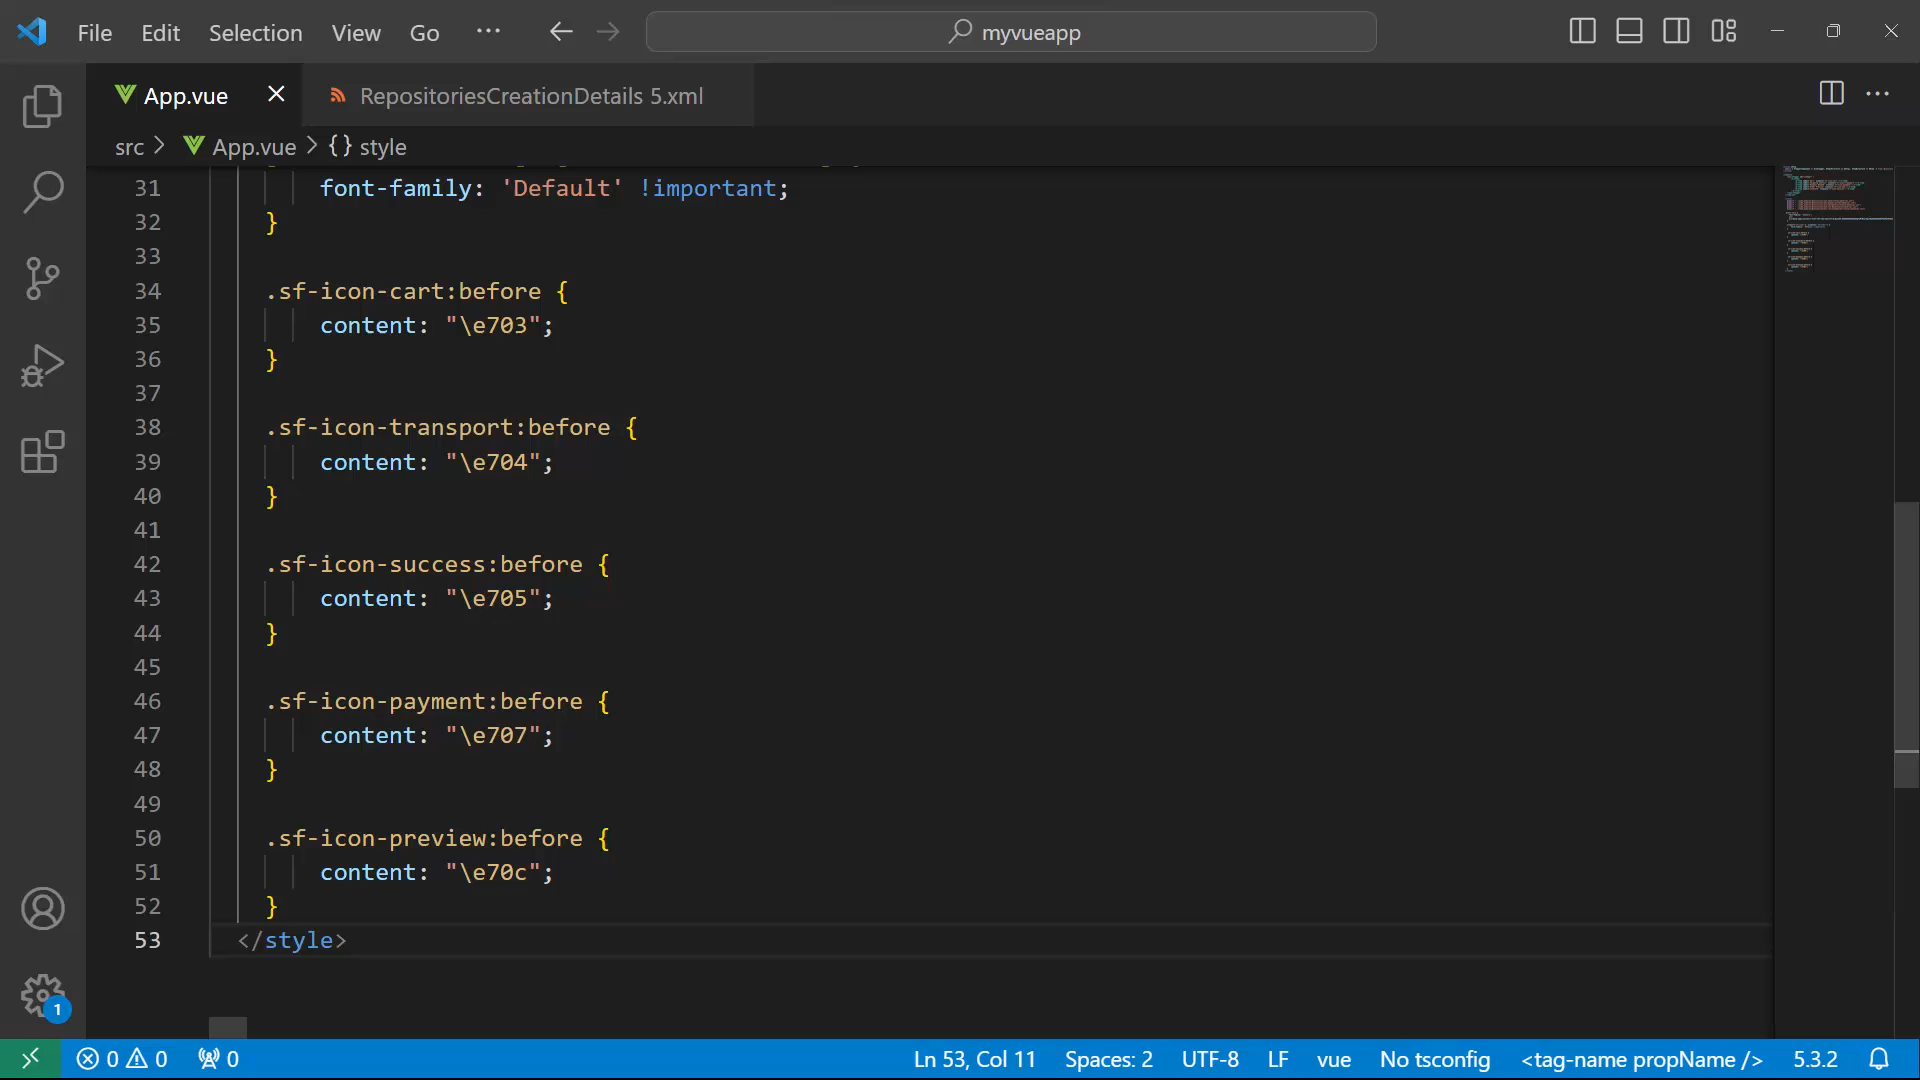 File Edit Selection View Go ··· myvueapp
App.vue RepositoriesCreationDetails 5.xml
src > App.vue > {} style
31 font-family: 'Default' !important;
32 }
33
34 .sf-icon-cart:before {
35 content: "\e703";
36 }
37
38 .sf-icon-transport:before {
39 content: "\e704";
40 }
41
42 .sf-icon-success:before {
43 content: "\e705";
44 }
45
46 .sf-icon-payment:before {
47 content: "\e707";
48 }
49
50 .sf-icon-preview:before {
51 content: "\e70c";
52 }
53 </style>
1
0 0 0 Ln 53, Col 11 Spaces: 2 UTF-8 LF vue No tsconfig <tag-name propName /> 5.3.2